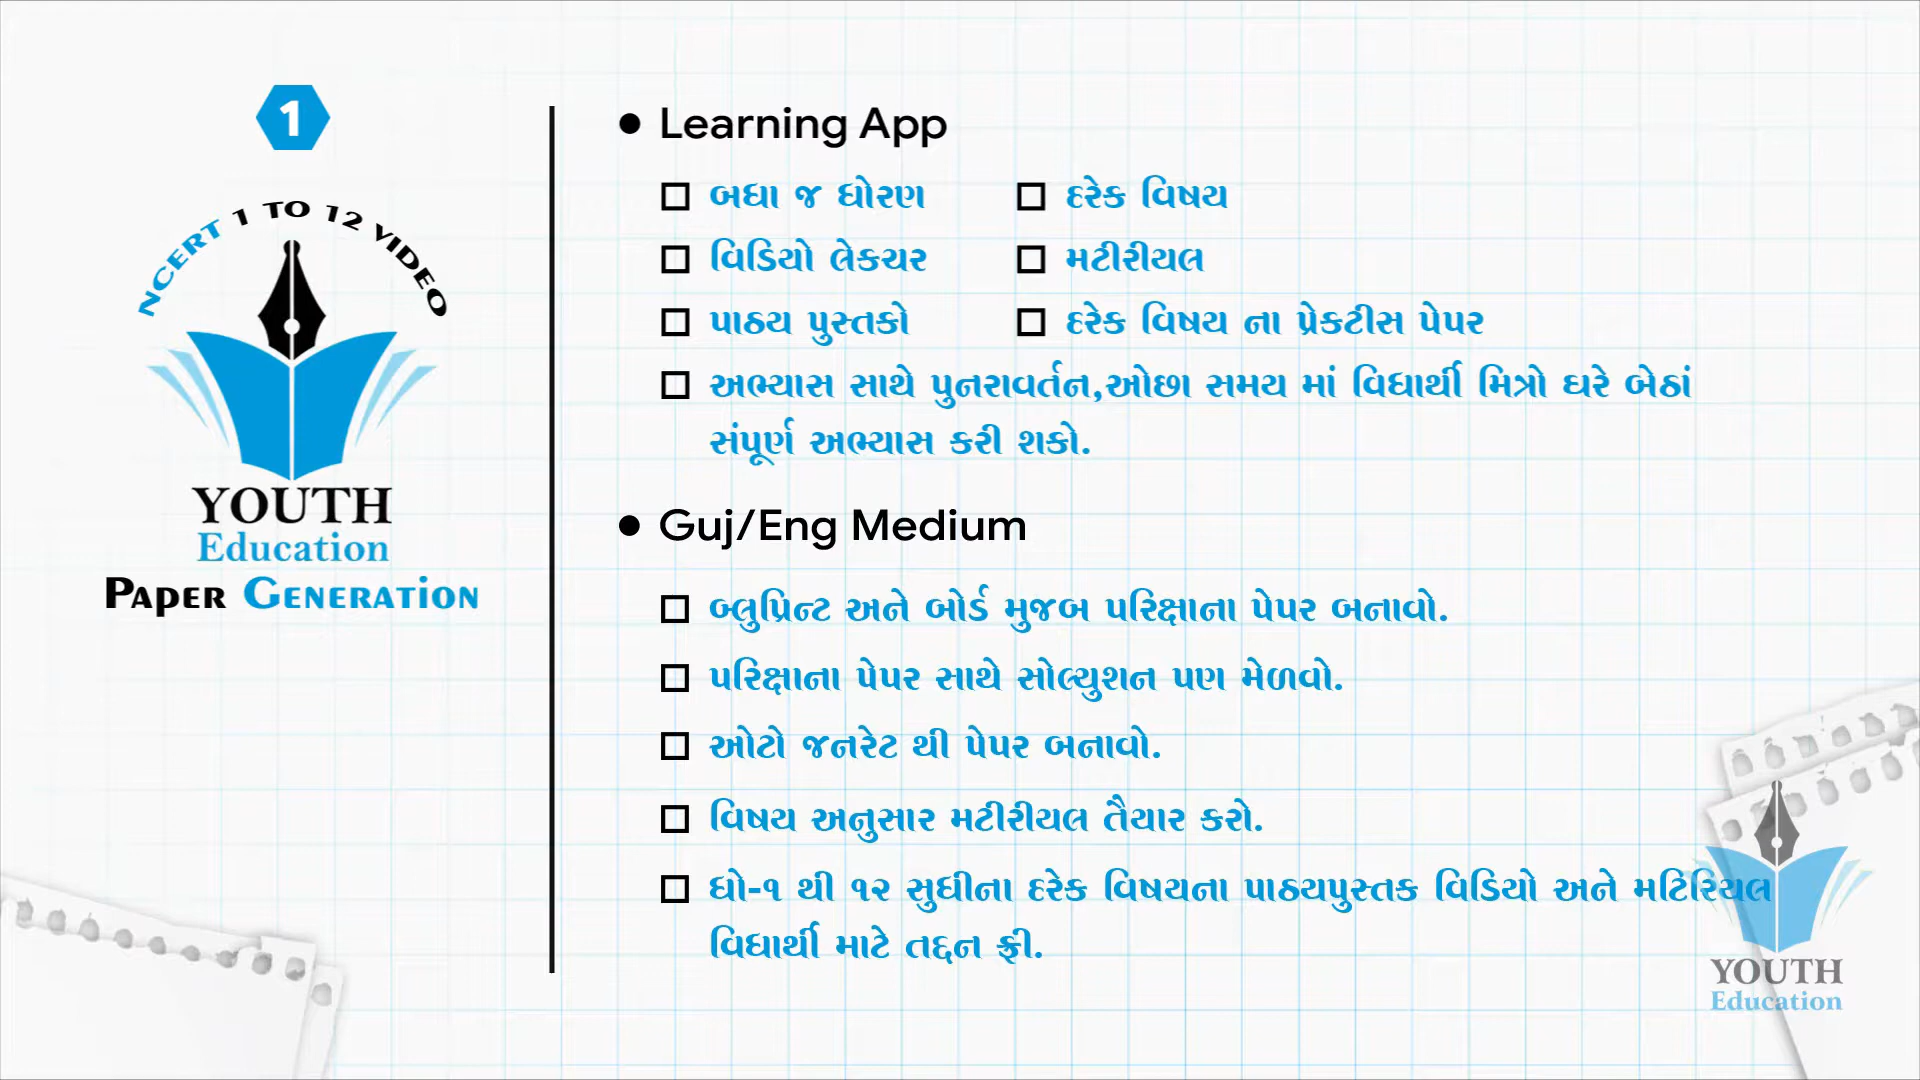 1
NCERT 1 TO 12 VIDEO
YOUTH
Education
PAPER GENERATION
● Learning App
□ બધા જ ધોરણ □ દરેક વિષય
□ વિડિયો લેકચર □ મટીરીયલ
□ પાઠય પુસ્તકો □ દરેક વિષય ના પ્રેક્ટીસ પેપર
□ અભ્યાસ સાથે પુનરાવર્તન,ઓછા સમય માં વિધાર્થી મિત્રો ઘરે બેઠાં
સંપૂર્ણ અભ્યાસ કરી શકો.
● Guj/Eng Medium
□ બ્લુપ્રિન્ટ અને બોર્ડ મુજબ પરિક્ષાના પેપર બનાવો.
□ પરિક્ષાના પેપર સાથે સોલ્યુશન પણ મેળવો.
□ ઓટો જનરેટ થી પેપર બનાવો.
□ વિષય અનુસાર મટીરીયલ તૈયાર કરો.
□ ધો-૧ થી ૧૨ સુધીના દરેક વિષયના પાઠયપુસ્તક વિડિયો અને મટિરિયલ
વિધાર્થી માટે તદ્દન ફ્રી.
YOUTH
Education